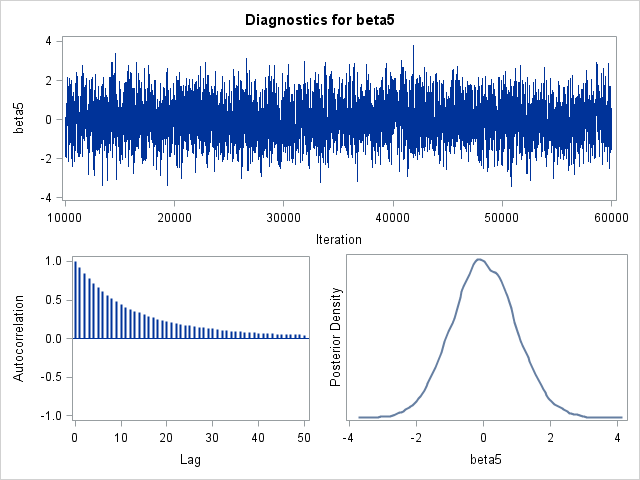 Diagnostics for beta5
4
2
0
-2
-4
beta5
10000 20000 30000 40000 50000 60000
Iteration
1.0
0.5
0.0
-0.5
-1.0
Autocorrelation
0 10 20 30 40 50
Lag
Posterior Density
-4 -2 0 2 4
beta5